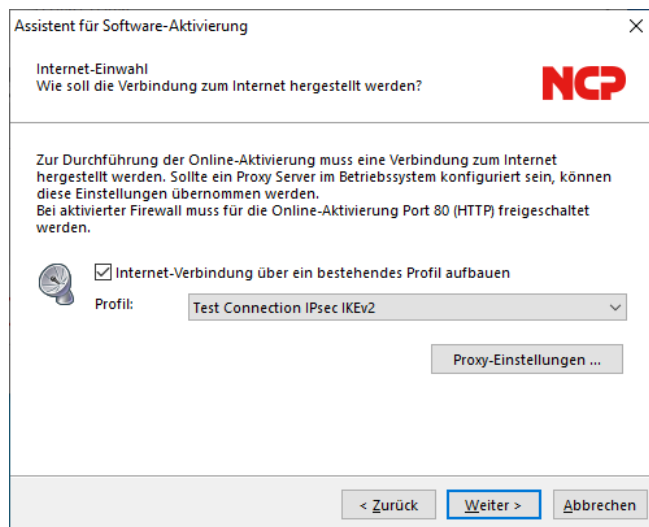 Assistent für Software-Aktivierung
Internet-Einwahl
Wie soll die Verbindung zum Internet hergestellt werden?
NCP
Zur Durchführung der Online-Aktivierung muss eine Verbindung zum Internet
hergestellt werden. Sollte ein Proxy Server im Betriebssystem konfiguriert sein, können
diese Einstellungen übernommen werden.
Bei aktivierter Firewall muss für die Online-Aktivierung Port 80 (HTTP) freigeschaltet
werden.
Internet-Verbindung über ein bestehendes Profil aufbauen
Profil: Test Connection IPsec IKEv2
Proxy-Einstellungen ...
< Zurück Weiter > Abbrechen